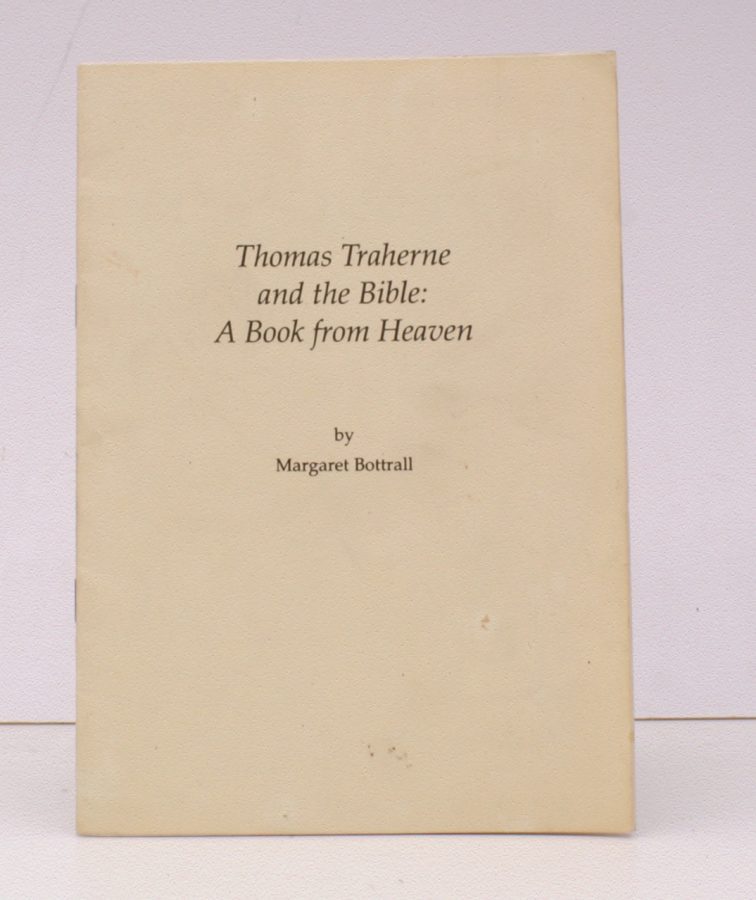 Thomas Traherne
and the Bible:
A Book from Heaven
by
Margaret Bottrall